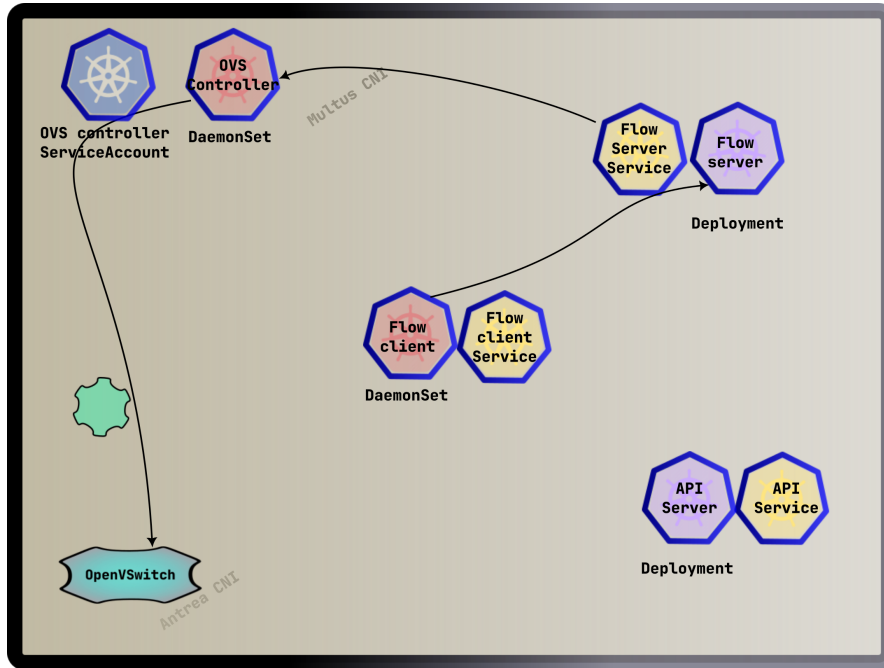 OVS
Controller
OVS controller
ServiceAccount
DaemonSet
Multus CNI
Flow
Server
Service
Flow
server
Deployment
Flow
client
Flow
client
Service
DaemonSet
API
Server
API
Service
Deployment
OpenVSwitch
Antrea CNI